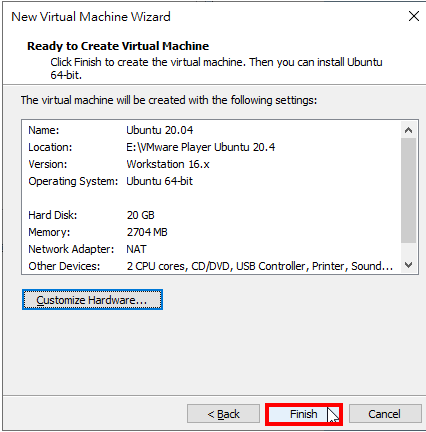 New Virtual Machine Wizard
Ready to Create Virtual Machine
Click Finish to create the virtual machine. Then you can install Ubuntu
64-bit.
The virtual machine will be created with the following settings:
Name: Ubuntu 20.04
Location: E:\VMware Player Ubuntu 20.4
Version: Workstation 16.x
Operating System: Ubuntu 64-bit
Hard Disk: 20 GB
Memory: 2704 MB
Network Adapter: NAT
Other Devices: 2 CPU cores, CD/DVD, USB Controller, Printer, Sound...
Customize Hardware...
< Back Finish Cancel